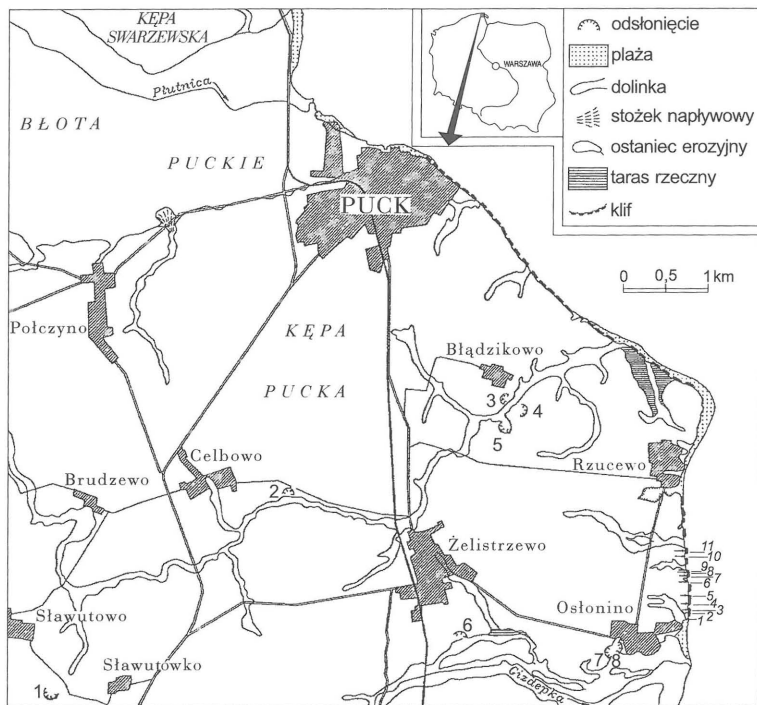 KĘPA
SWARZEWSKA
Płutnica
BŁOTA
PUCKIE
PUCK
WARSZAWA
odsłonięcie
plaża
dolinka
stożek napływowy
ostaniec erozyjny
taras rzeczny
klif
0 0,5 1 km
Połczyno
KĘPA
PUCKA
Błądzikowo
3
4
5
Rzucewo
Celbowo
Brudzewo
2
Żelistrzewo
11
10
9
8
7
6
5
4
3
2
1
Osłonino
Sławutowo
6
7
8
Sławutówko
1
Gizdepka